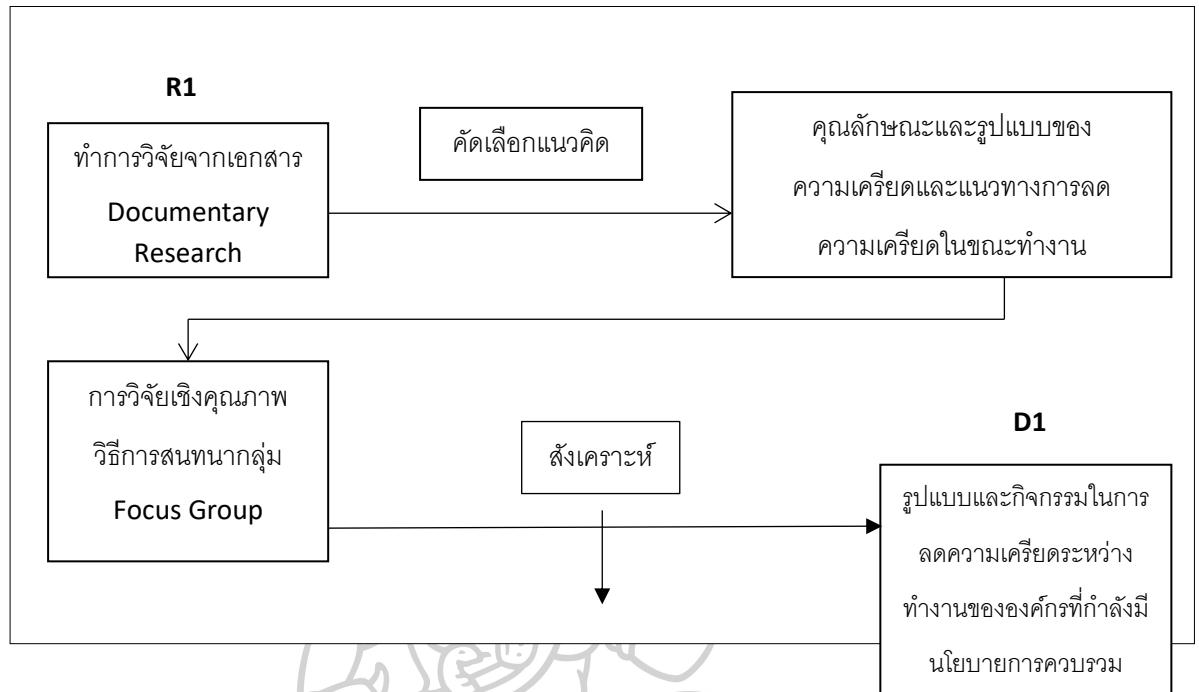 R1
ทำการวิจัยจากเอกสาร
Documentary
Research
คัดเลือกแนวคิด
คุณลักษณะและรูปแบบของ
ความเครียดและแนวทางการลด
ความเครียดในขณะทำงาน
การวิจัยเชิงคุณภาพ
วิธีการสนทนากลุ่ม
Focus Group
สังเคราะห์
D1
รูปแบบและกิจกรรมในการ
ลดความเครียดระหว่าง
ทำงานขององค์กรที่กำลังมี
นโยบายการควบรวม